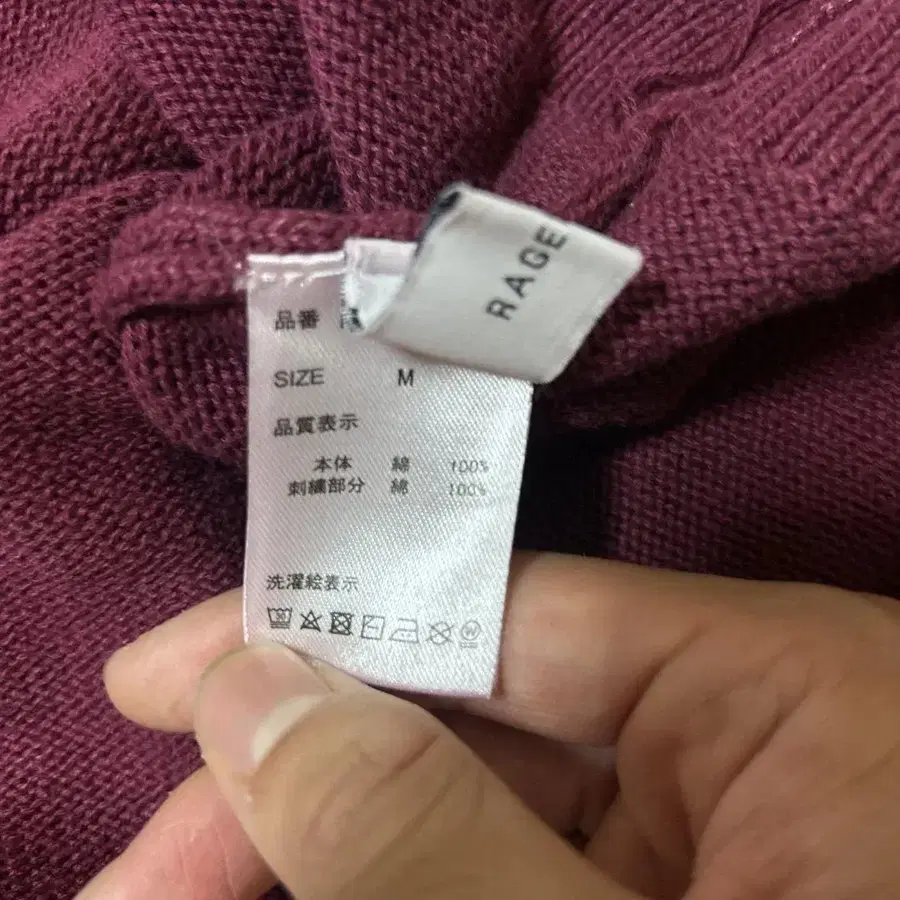 RAGE
品番
SIZE M
品質表示
本体 綿 100%
刺繍部分 綿 100%
洗濯絵表示